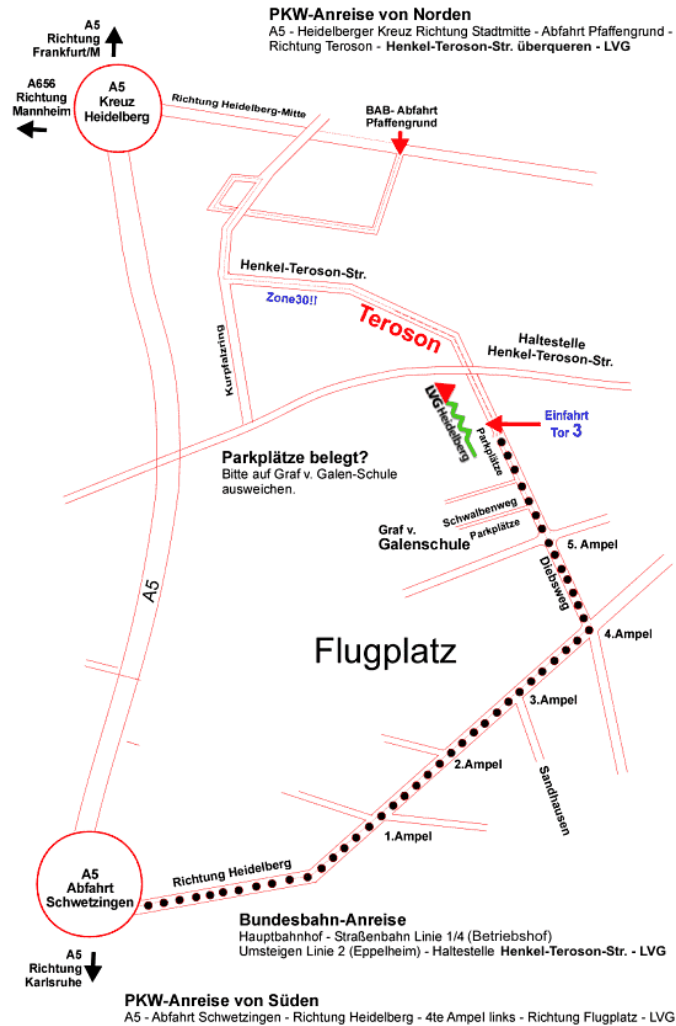 PKW-Anreise von Norden
A5 - Heidelberger Kreuz Richtung Stadtmitte - Abfahrt Pfaffengrund -
Richtung Teroson - Henkel-Teroson-Str. überqueren - LVG
A5
Richtung
Frankfurt/M
A656
Richtung
Mannheim
A5
Kreuz
Heidelberg
Richtung Heidelberg-Mitte
BAB- Abfahrt
Pfaffengrund
Henkel-Teroson-Str.
Zone30!!
Teroson
Kurpfalzring
Haltestelle
Henkel-Teroson-Str.
LVG Heidelberg
Einfahrt
Tor 3
Parkplätze
Parkplätze belegt?
Bitte auf Graf v. Galen-Schule
ausweichen.
Schwalbenweg
Parkplätze
Graf v.
Galenschule
5. Ampel
Diebsweg
A5
4.Ampel
Flugplatz
3.Ampel
2.Ampel
Sandhausen
1.Ampel
A5
Abfahrt
Schwetzingen
Richtung Heidelberg
Bundesbahn-Anreise
Hauptbahnhof - Straßenbahn Linie 1/4 (Betriebshof)
Umsteigen Linie 2 (Eppelheim) - Haltestelle Henkel-Teroson-Str. - LVG
A5
Richtung
Karlsruhe
PKW-Anreise von Süden
A5 - Abfahrt Schwetzingen - Richtung Heidelberg - 4te Ampel links - Richtung Flugplatz - LVG